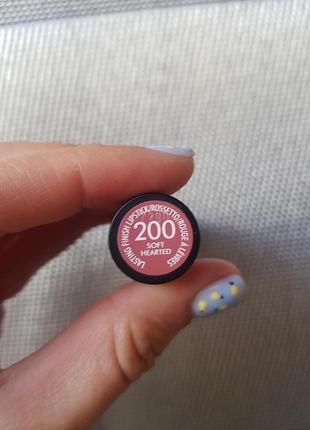 LASTING FINISH LIPSTICK/ROSSETTO/ROUGE À LÈVRES
200
SOFT
HEARTED